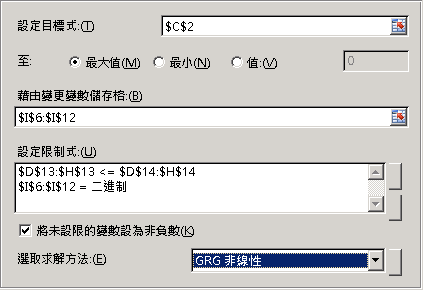 設定目標式:(T) $C$2
至: 最大值(M) 最小(N) 值:(V) 0
藉由變更變數儲存格:(B)
$I$6:$I$12
設定限制式:(U)
$D$13:$H$13 <= $D$14:$H$14
$I$6:$I$12 = 二進制
將未設限的變數設為非負數(K)
選取求解方法:(E) GRG 非線性